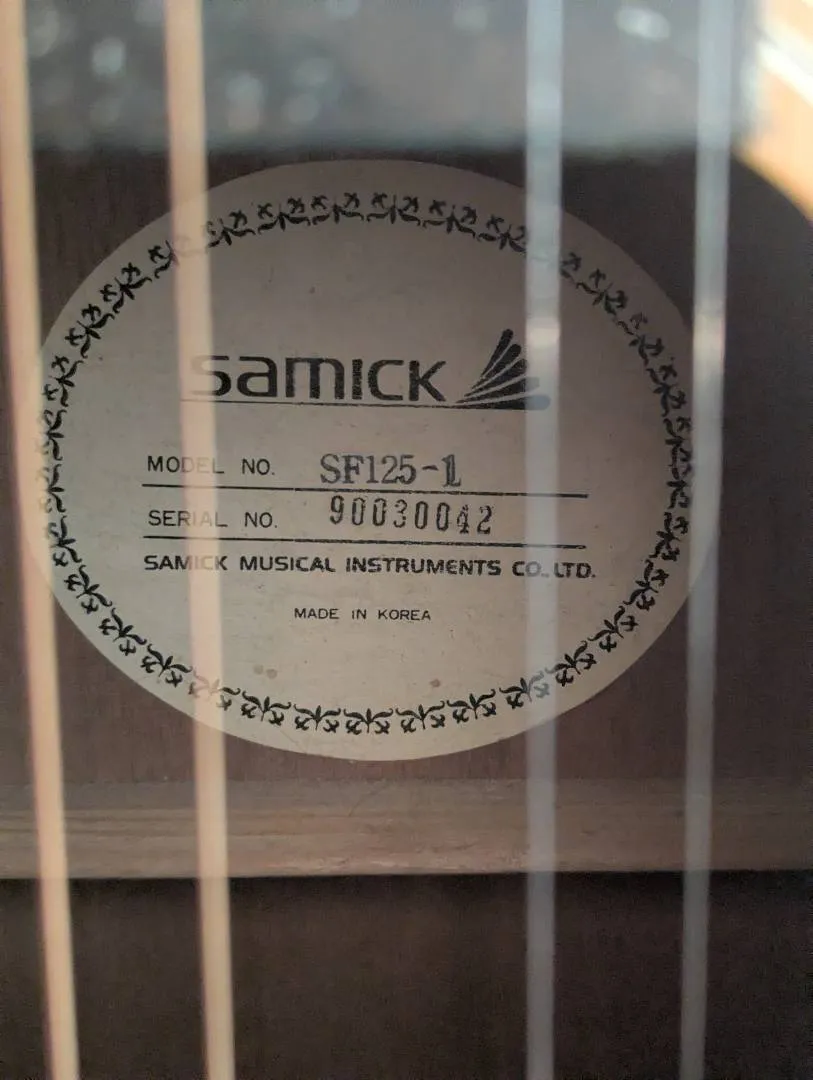 samick
MODEL NO. SF125-1
SERIAL NO. 90030042
SAMICK MUSICAL INSTRUMENTS CO. LTD.
MADE IN KOREA